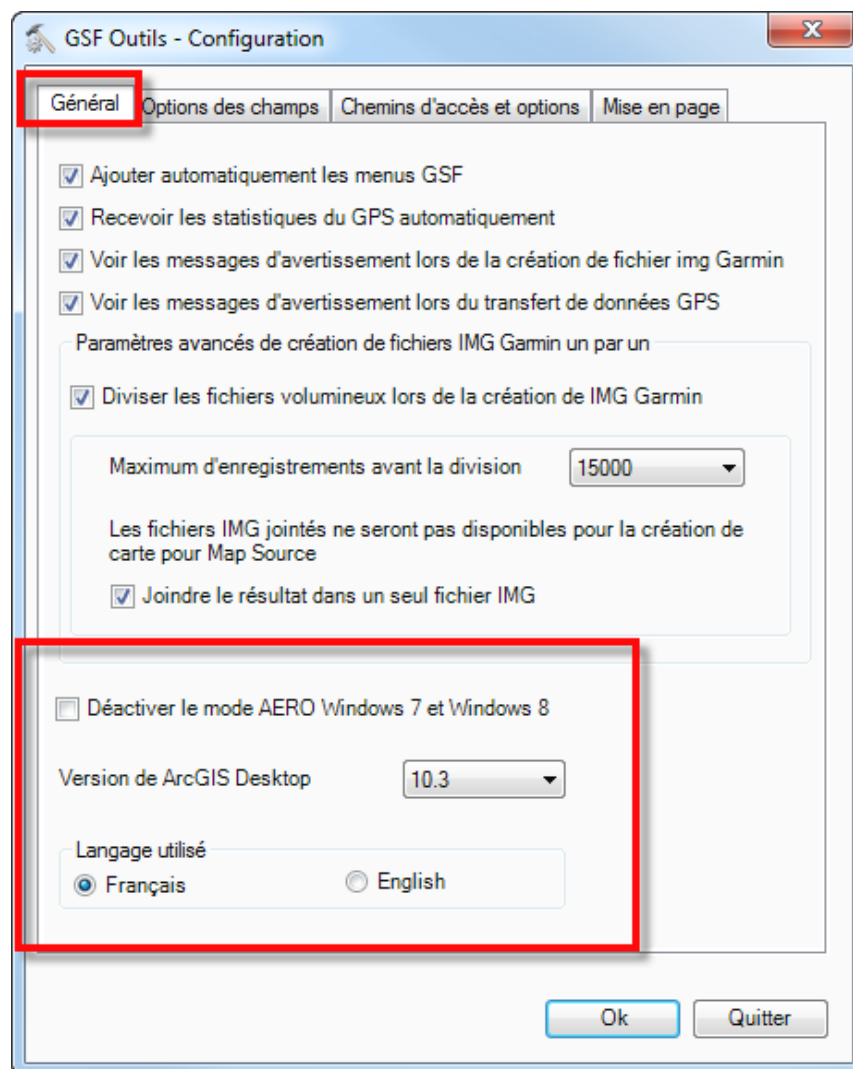 GSF Outils - Configuration
Général
Options des champs
Chemins d'accès et options
Mise en page
Ajouter automatiquement les menus GSF
Recevoir les statistiques du GPS automatiquement
Voir les messages d'avertissement lors de la création de fichier img Garmin
Voir les messages d'avertissement lors du transfert de données GPS
Paramètres avancés de création de fichiers IMG Garmin un par un
Diviser les fichiers volumineux lors de la création de IMG Garmin
Maximum d'enregistrements avant la division
15000
Les fichiers IMG jointés ne seront pas disponibles pour la création de
carte pour Map Source
Joindre le résultat dans un seul fichier IMG
Déactiver le mode AERO Windows 7 et Windows 8
Version de ArcGIS Desktop
10.3
Langage utilisé
Français
English
Ok
Quitter